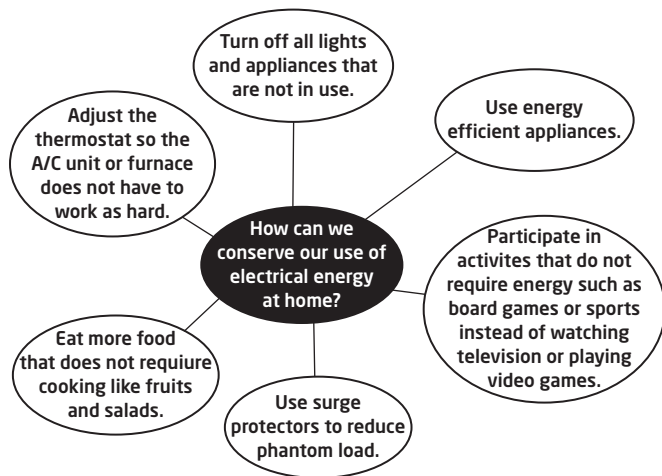 Turn off all lights
and appliances that
are not in use.
Use energy
efficient appliances.
Adjust the
thermostat so the
A/C unit or furnace
does not have to
work as hard.
How can we
conserve our use of
electrical energy
at home?
Participate in
activites that do not
require energy such as
board games or sports
instead of watching
television or playing
video games.
Eat more food
that does not requiure
cooking like fruits
and salads.
Use surge
protectors to reduce
phantom load.